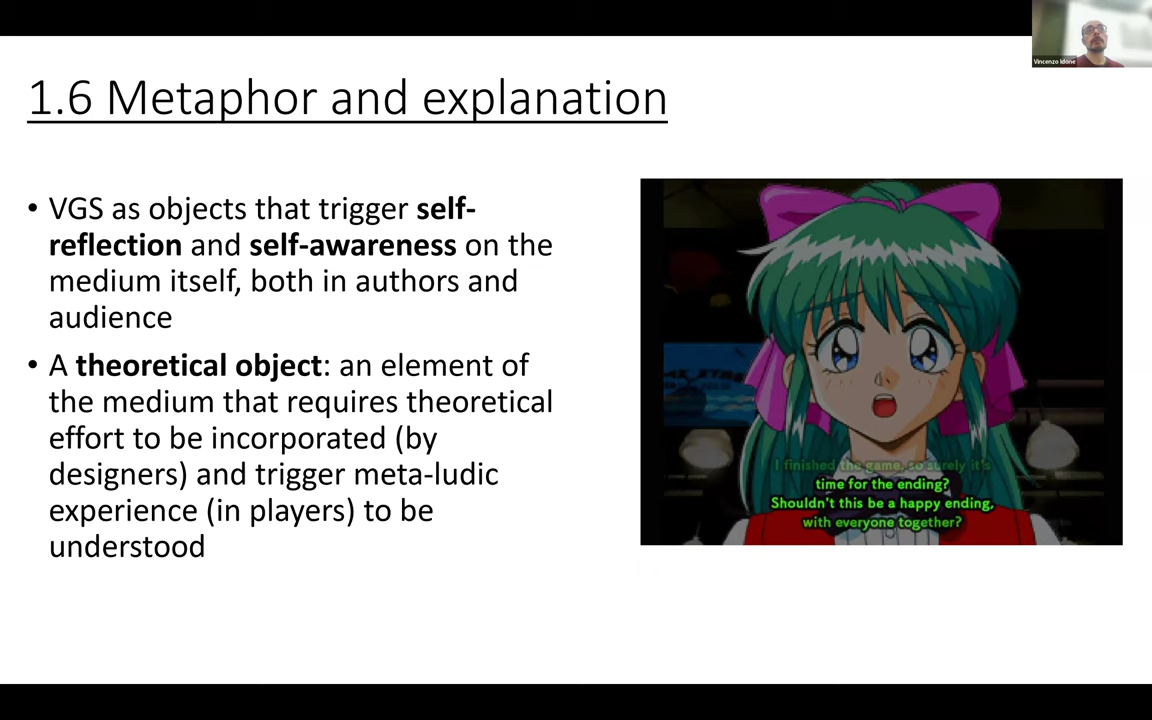 Vincenzo Idone
1.6 Metaphor and explanation
• VGS as objects that trigger self-
reflection and self-awareness on the
medium itself, both in authors and
audience
• A theoretical object: an element of
the medium that requires theoretical
effort to be incorporated (by
designers) and trigger meta-ludic
experience (in players) to be
understood
I finished the game, so surely it's
time for the ending?
Shouldn't this be a happy ending,
with everyone together?